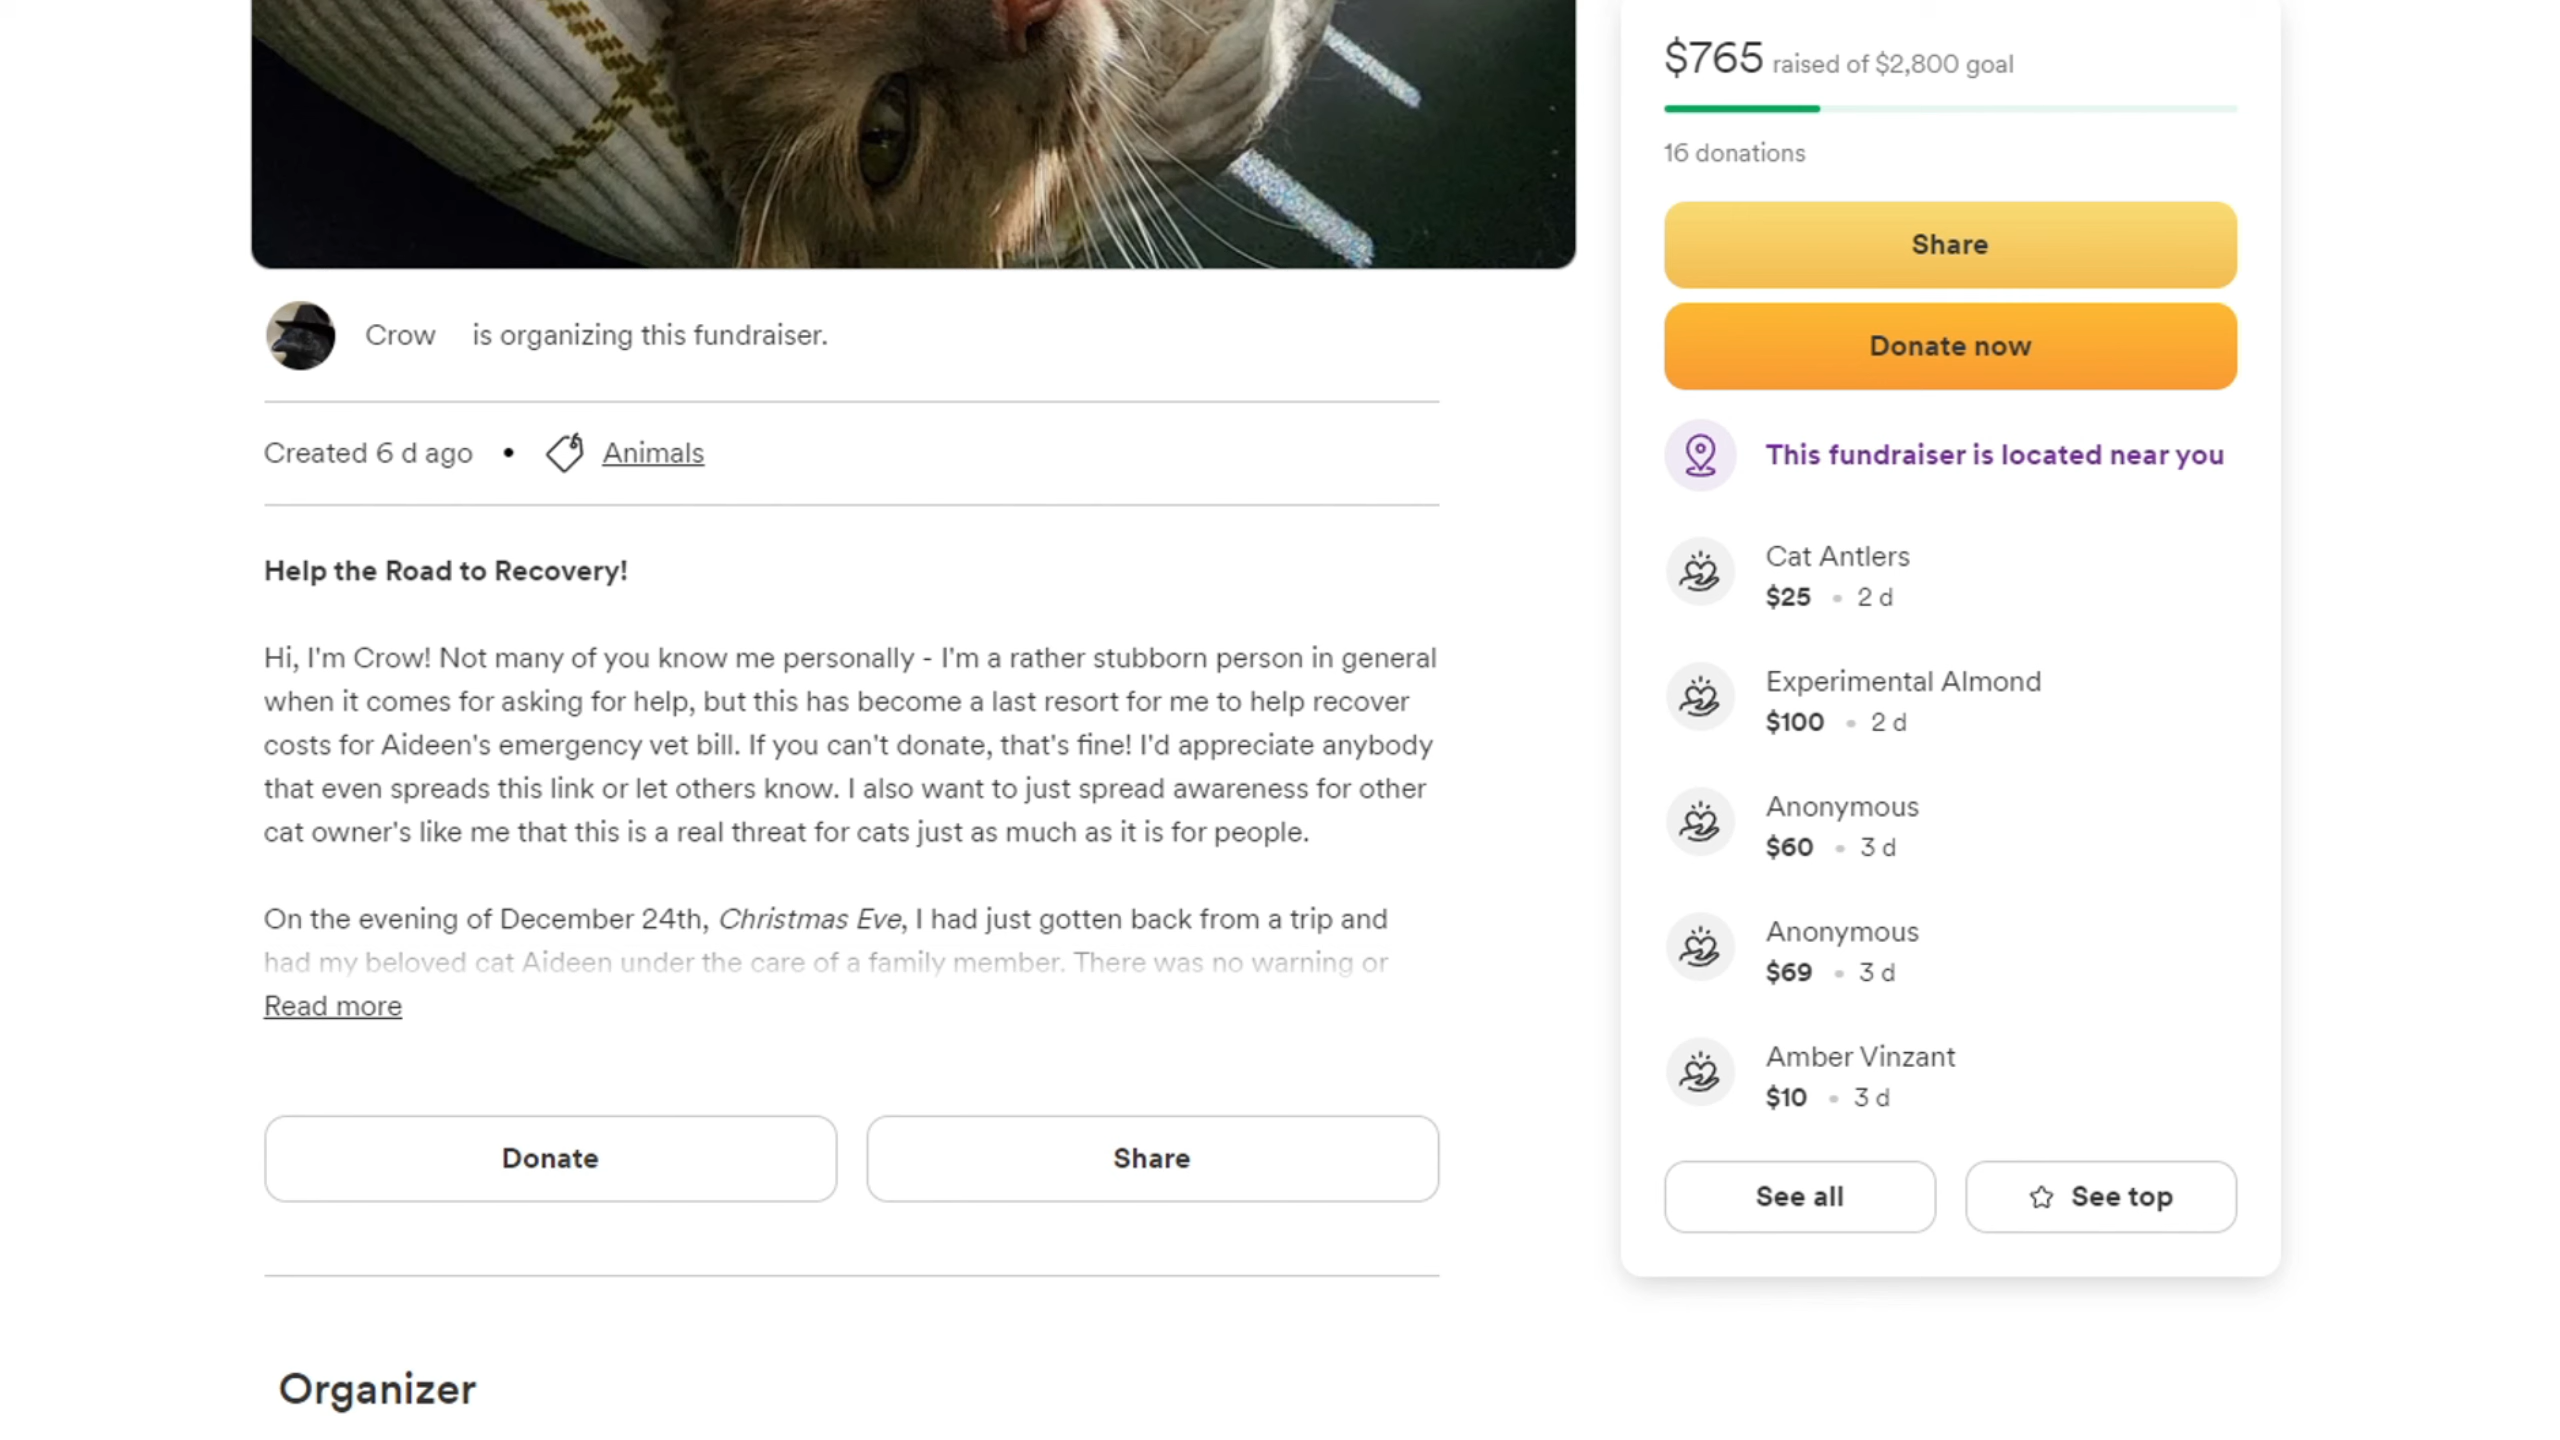 $765 raised of $2,800 goal
16 donations
Share
Donate now
This fundraiser is located near you
Cat Antlers
$25 • 2 d
Experimental Almond
$100 • 2 d
Anonymous
$60 • 3 d
Anonymous
$69 • 3 d
Amber Vinzant
$10 • 3 d
See all
See top
Crow is organizing this fundraiser.
Created 6 d ago • Animals
Help the Road to Recovery!
Hi, I'm Crow! Not many of you know me personally - I'm a rather stubborn person in general
when it comes for asking for help, but this has become a last resort for me to help recover
costs for Aideen's emergency vet bill. If you can't donate, that's fine! I'd appreciate anybody
that even spreads this link or let others know. I also want to just spread awareness for other
cat owner's like me that this is a real threat for cats just as much as it is for people.
On the evening of December 24th, Christmas Eve, I had just gotten back from a trip and
had my beloved cat Aideen under the care of a family member. There was no warning or
Read more
Donate
Share
Organizer